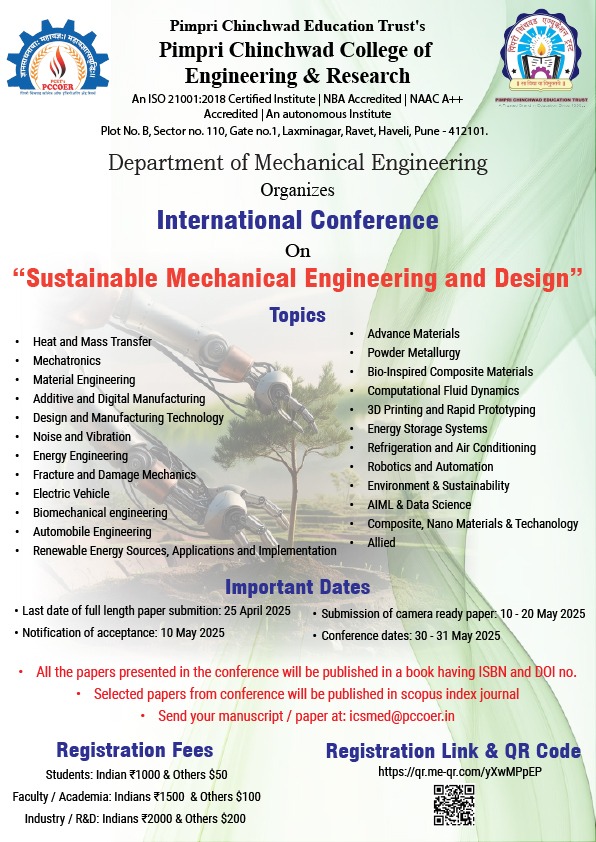 Pimpri Chinchwad Education Trust's
Pimpri Chinchwad College of
Engineering & Research
An ISO 21001:2018 Certified Institute | NBA Accredited | NAAC A++
Accredited | An autonomous Institute
Plot No. B, Sector no. 110, Gate no.1, Laxminagar, Ravet, Haveli, Pune - 412101.
PCET's
PCCOER
PIMPRI CHINCHWAD EDUCATION TRUST
Department of Mechanical Engineering
Organizes
International Conference
On
“Sustainable Mechanical Engineering and Design”
Topics
• Heat and Mass Transfer
• Mechatronics
• Material Engineering
• Additive and Digital Manufacturing
• Design and Manufacturing Technology
• Noise and Vibration
• Energy Engineering
• Fracture and Damage Mechanics
• Electric Vehicle
• Biomechanical engineering
• Automobile Engineering
• Renewable Energy Sources, Applications and Implementation
• Advance Materials
• Powder Metallurgy
• Bio-Inspired Composite Materials
• Computational Fluid Dynamics
• 3D Printing and Rapid Prototyping
• Energy Storage Systems
• Refrigeration and Air Conditioning
• Robotics and Automation
• Environment & Sustainability
• AIML & Data Science
• Composite, Nano Materials & Techanology
• Allied
Important Dates
• Last date of full length paper submition: 25 April 2025
• Notification of acceptance: 10 May 2025
• Submission of camera ready paper: 10 - 20 May 2025
• Conference dates: 30 - 31 May 2025
• All the papers presented in the conference will be published in a book having ISBN and DOI no.
• Selected papers from conference will be published in scopus index journal
• Send your manuscript / paper at: icsmed@pccoer.in
Registration Fees
Students: Indian ₹1000 & Others $50
Faculty / Academia: Indians ₹1500 & Others $100
Industry / R&D: Indians ₹2000 & Others $200
Registration Link & QR Code
https://qr.me-qr.com/yXwMPpEP